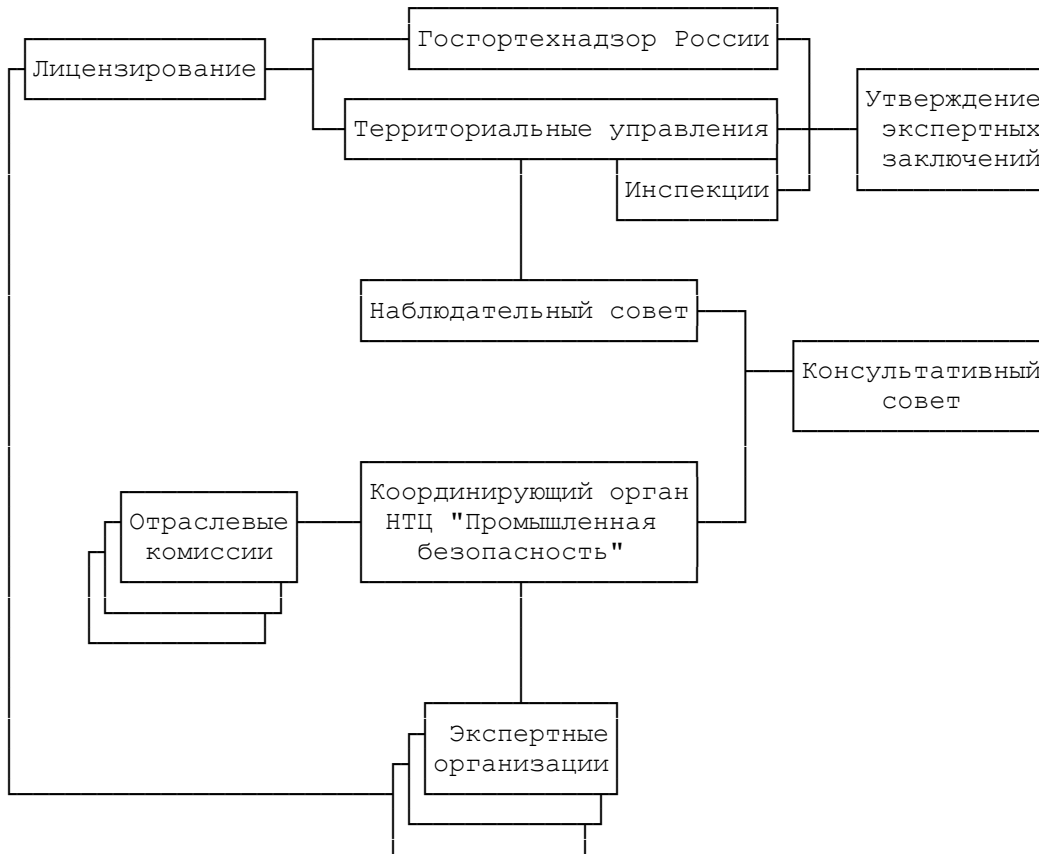 Госгортехнадзор России
Лицензирование
Утверждение
экспертных
заключений
Территориальные управления
Инспекции
Наблюдательный совет
Консультативный
совет
Координирующий орган
НТЦ "Промышленная
безопасность"
Отраслевые
комиссии
Экспертные
организации